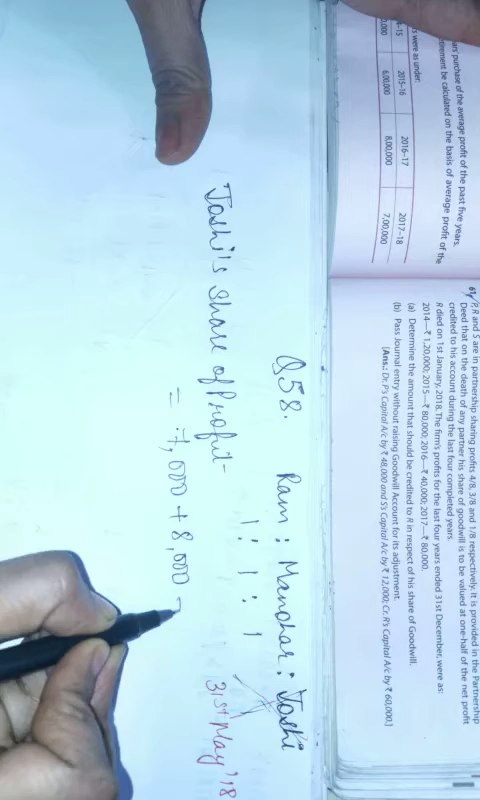 ars' purchase of the average profit of the past five years.
etirement be calculated on the basis of average profit of the
s were as under:
4-15 2015-16 2016-17 2017-18
0,000 6,00,000 8,00,000 7,00,000
61. P, R and S are in partnership sharing profits 4/8, 3/8 and 1/8 respectively. It is provided in the Partnership
Deed that on the death of any partner his share of goodwill is to be valued at one-half of the net profit
credited to his account during the last four completed years.
R died on 1st January, 2018. The firm's profits for the last four years ended 31st December, were as:
2014—₹ 1,20,000; 2015—₹ 80,000; 2016—₹ 40,000; 2017—₹ 80,000.
(a) Determine the amount that should be credited to R in respect of his share of Goodwill.
(b) Pass Journal entry without raising Goodwill Account for its adjustment.
[Ans.: Dr. P's Capital A/c by ₹ 48,000 and S's Capital A/c by ₹ 12,000; Cr. R's Capital A/c by ₹ 60,000.]
Q58. Ram : Manohar : Joshi
1 : 1 : 1
31st May '18
Joshi's Share of Profit-
= 7,000 + 8,000